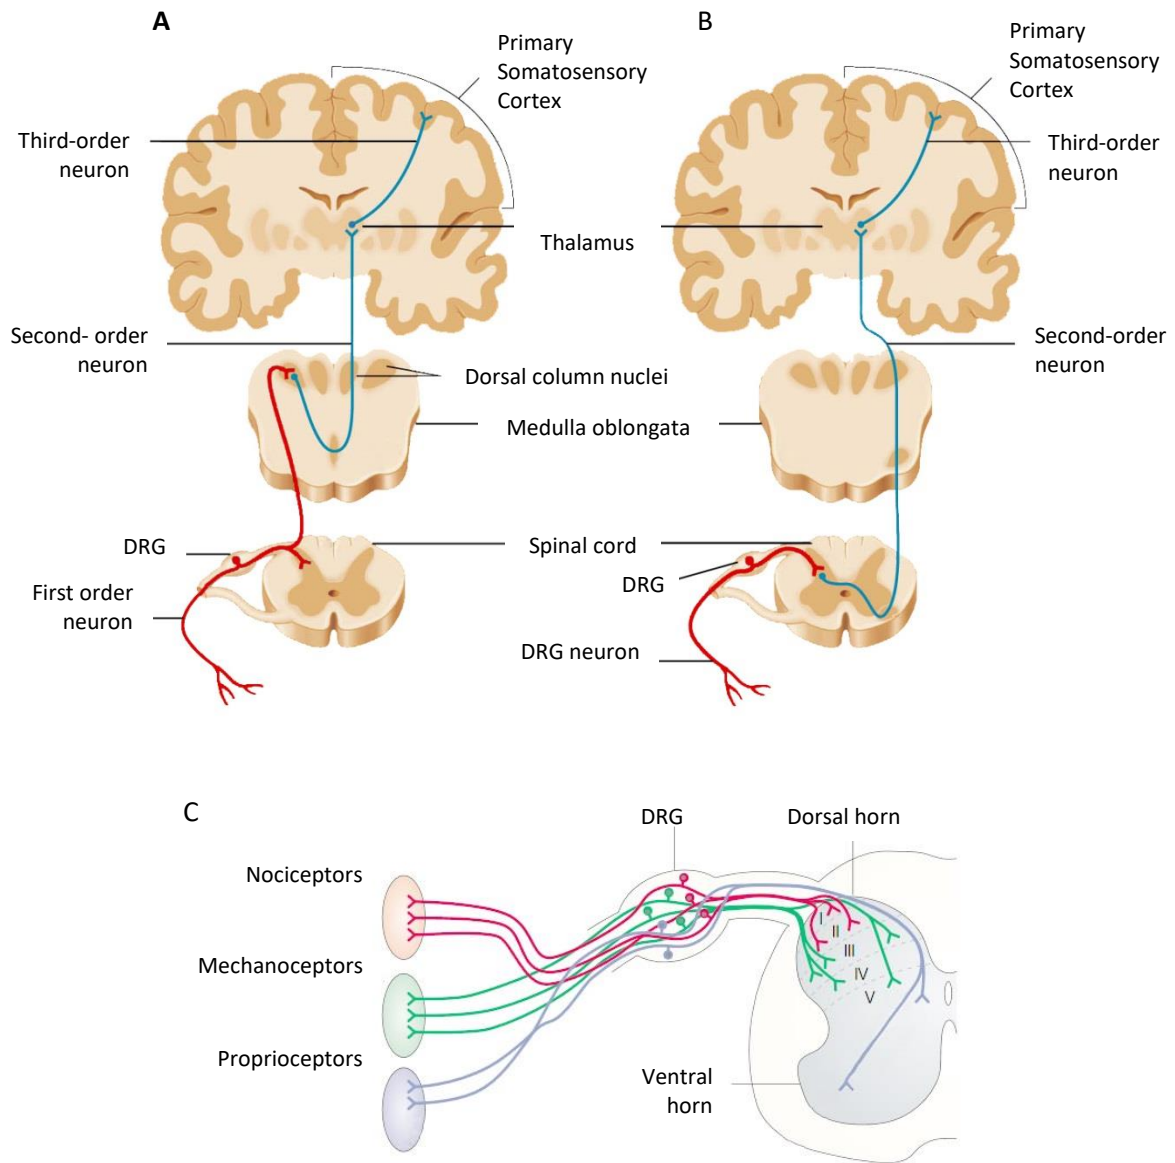 A
B
Primary
Somatosensory
Cortex
Primary
Somatosensory
Cortex
Third-order
neuron
Third-order
neuron
Thalamus
Second- order
neuron
Second-order
neuron
Dorsal column nuclei
Medulla oblongata
DRG
Spinal cord
DRG
First order
neuron
DRG neuron
C
DRG
Dorsal horn
Nociceptors
Mechanoceptors
Proprioceptors
I
II
III
IV
V
Ventral
horn